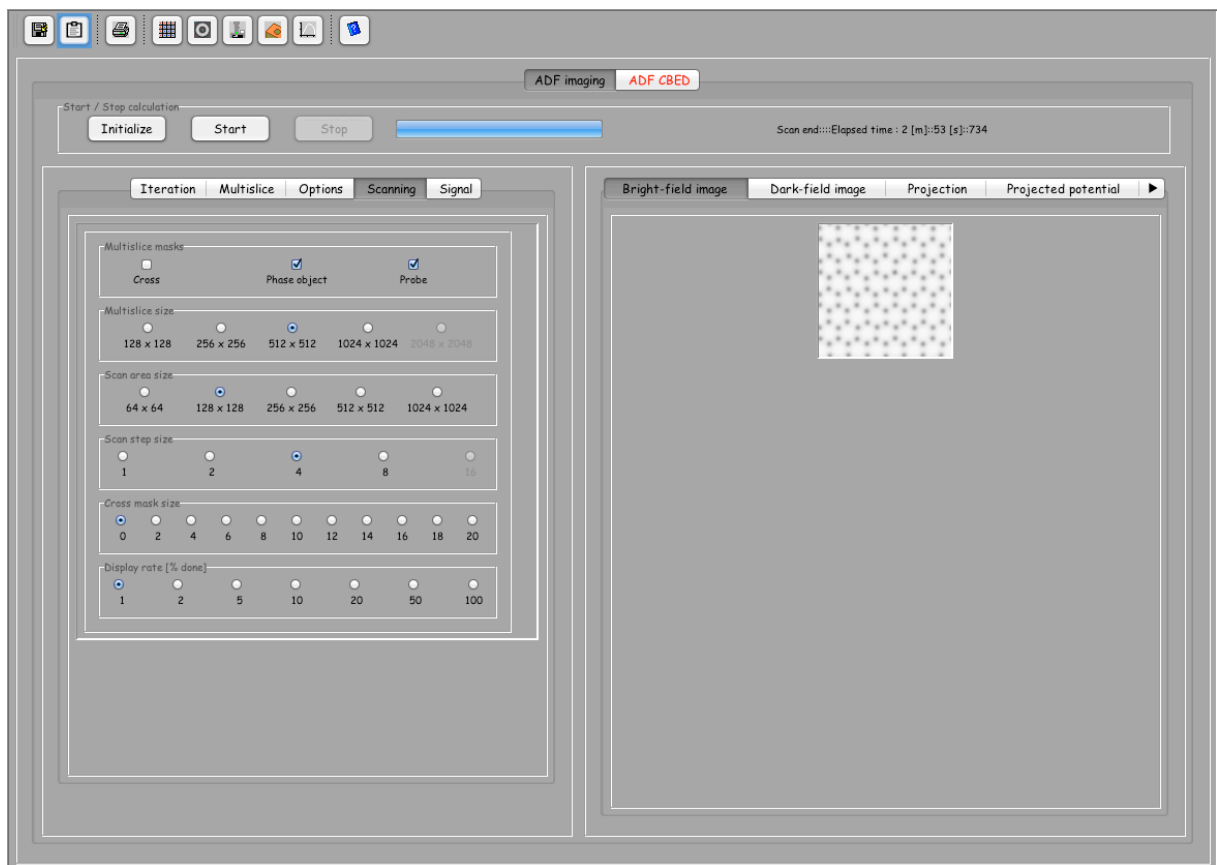 ADF imaging ADF CBED
Start / Stop calculation
Initialize Start Stop Scan end::::Elapsed time : 2 [m]::53 [s]::734
Iteration Multislice Options Scanning Signal
Bright-field image Dark-field image Projection Projected potential
Multislice masks
Cross Phase object Probe
Multislice size
128 x 128 256 x 256 512 x 512 1024 x 1024 2048 x 2048
Scan area size
64 x 64 128 x 128 256 x 256 512 x 512 1024 x 1024
Scan step size
1 2 4 8 16
Cross mask size
0 2 4 6 8 10 12 14 16 18 20
Display rate [% done]
1 2 5 10 20 50 100